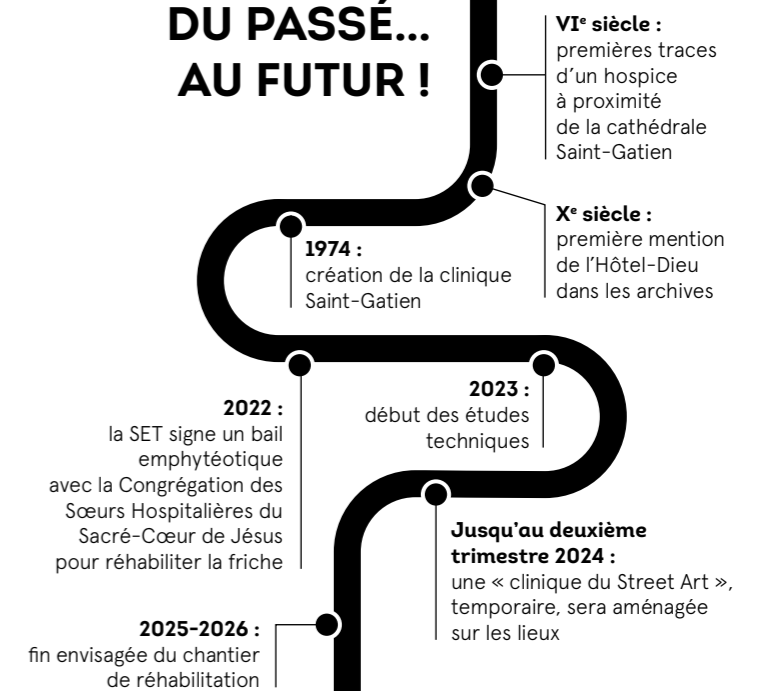 DU PASSÉ...
AU FUTUR !
VIᵉ siècle :
premières traces
d’un hospice
à proximité
de la cathédrale
Saint-Gatien
Xᵉ siècle :
première mention
de l’Hôtel-Dieu
dans les archives
1974 :
création de la clinique
Saint-Gatien
2022 :
la SET signe un bail
emphytéotique
avec la Congrégation des
Sœurs Hospitalières du
Sacré-Cœur de Jésus
pour réhabiliter la friche
2023 :
début des études
techniques
Jusqu’au deuxième
trimestre 2024 :
une « clinique du Street Art »,
temporaire, sera aménagée
sur les lieux
2025-2026 :
fin envisagée du chantier
de réhabilitation